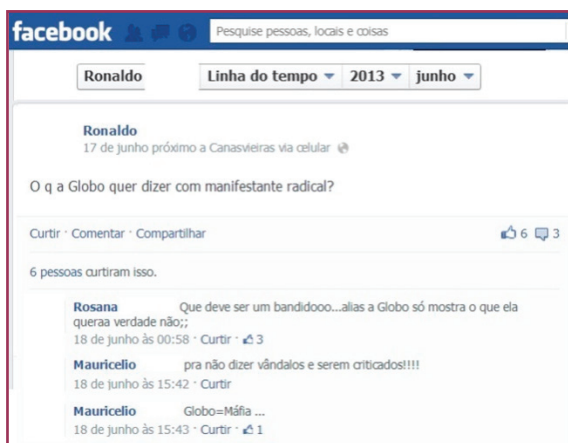 facebook Pesquise pessoas, locais e coisas
Ronaldo Linha do tempo 2013 junho
Ronaldo
17 de junho próximo a Canasvieiras via celular
O q a Globo quer dizer com manifestante radical?
Curtir · Comentar · Compartilhar 6 3
6 pessoas curtiram isso.
Rosana Que deve ser um bandidooo...alias a Globo só mostra o que ela
queraa verdade não;;
18 de junho às 00:58 · Curtir · 3
Mauricelio pra não dizer vândalos e serem criticados!!!!
18 de junho às 15:42 · Curtir
Mauricelio Globo=Máfia ...
18 de junho às 15:43 · Curtir · 1